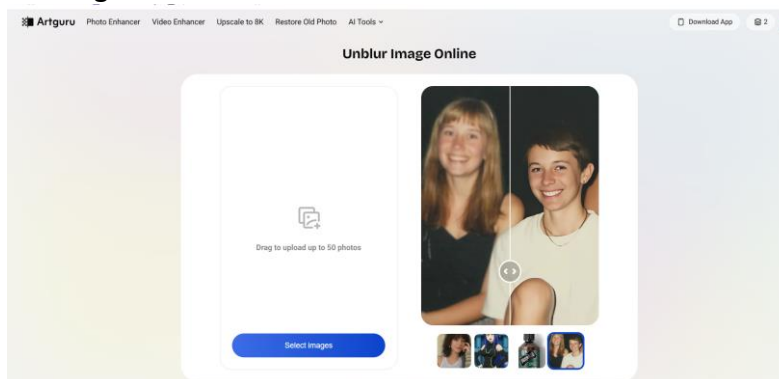 Artguru Photo Enhancer Video Enhancer Upscale to 8K Restore Old Photo AI Tools Download App 2
Unblur Image Online
Drag to upload up to 50 photos
Select images